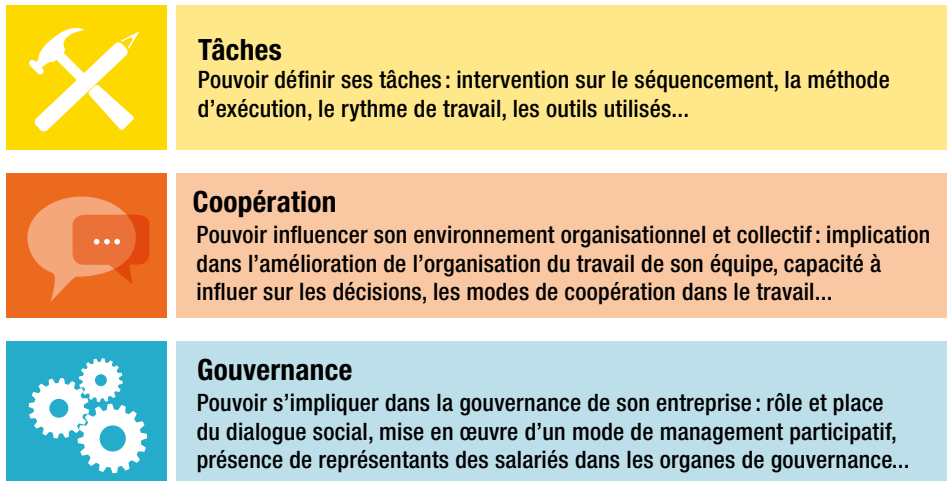 Tâches
Pouvoir définir ses tâches : intervention sur le séquencement, la méthode
d'exécution, le rythme de travail, les outils utilisés...
Coopération
Pouvoir influencer son environnement organisationnel et collectif : implication
dans l'amélioration de l'organisation du travail de son équipe, capacité à
influer sur les décisions, les modes de coopération dans le travail...
Gouvernance
Pouvoir s'impliquer dans la gouvernance de son entreprise : rôle et place
du dialogue social, mise en œuvre d'un mode de management participatif,
présence de représentants des salariés dans les organes de gouvernance...